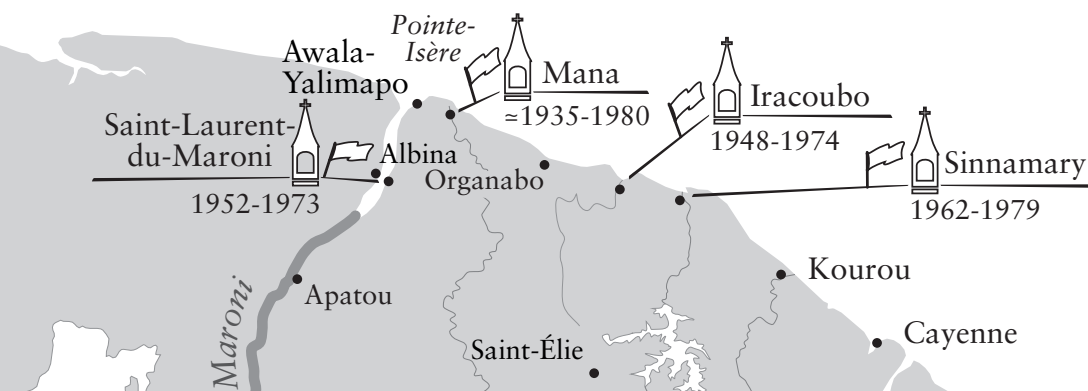 Pointe-
Isère
Awala-
Yalimapo
Mana
≃1935-1980
Iracoubo
1948-1974
Saint-Laurent-
du-Maroni
1952-1973
Albina
Organabo
Sinnamary
1962-1979
Kourou
Apatou
Maroni
Saint-Élie
Cayenne